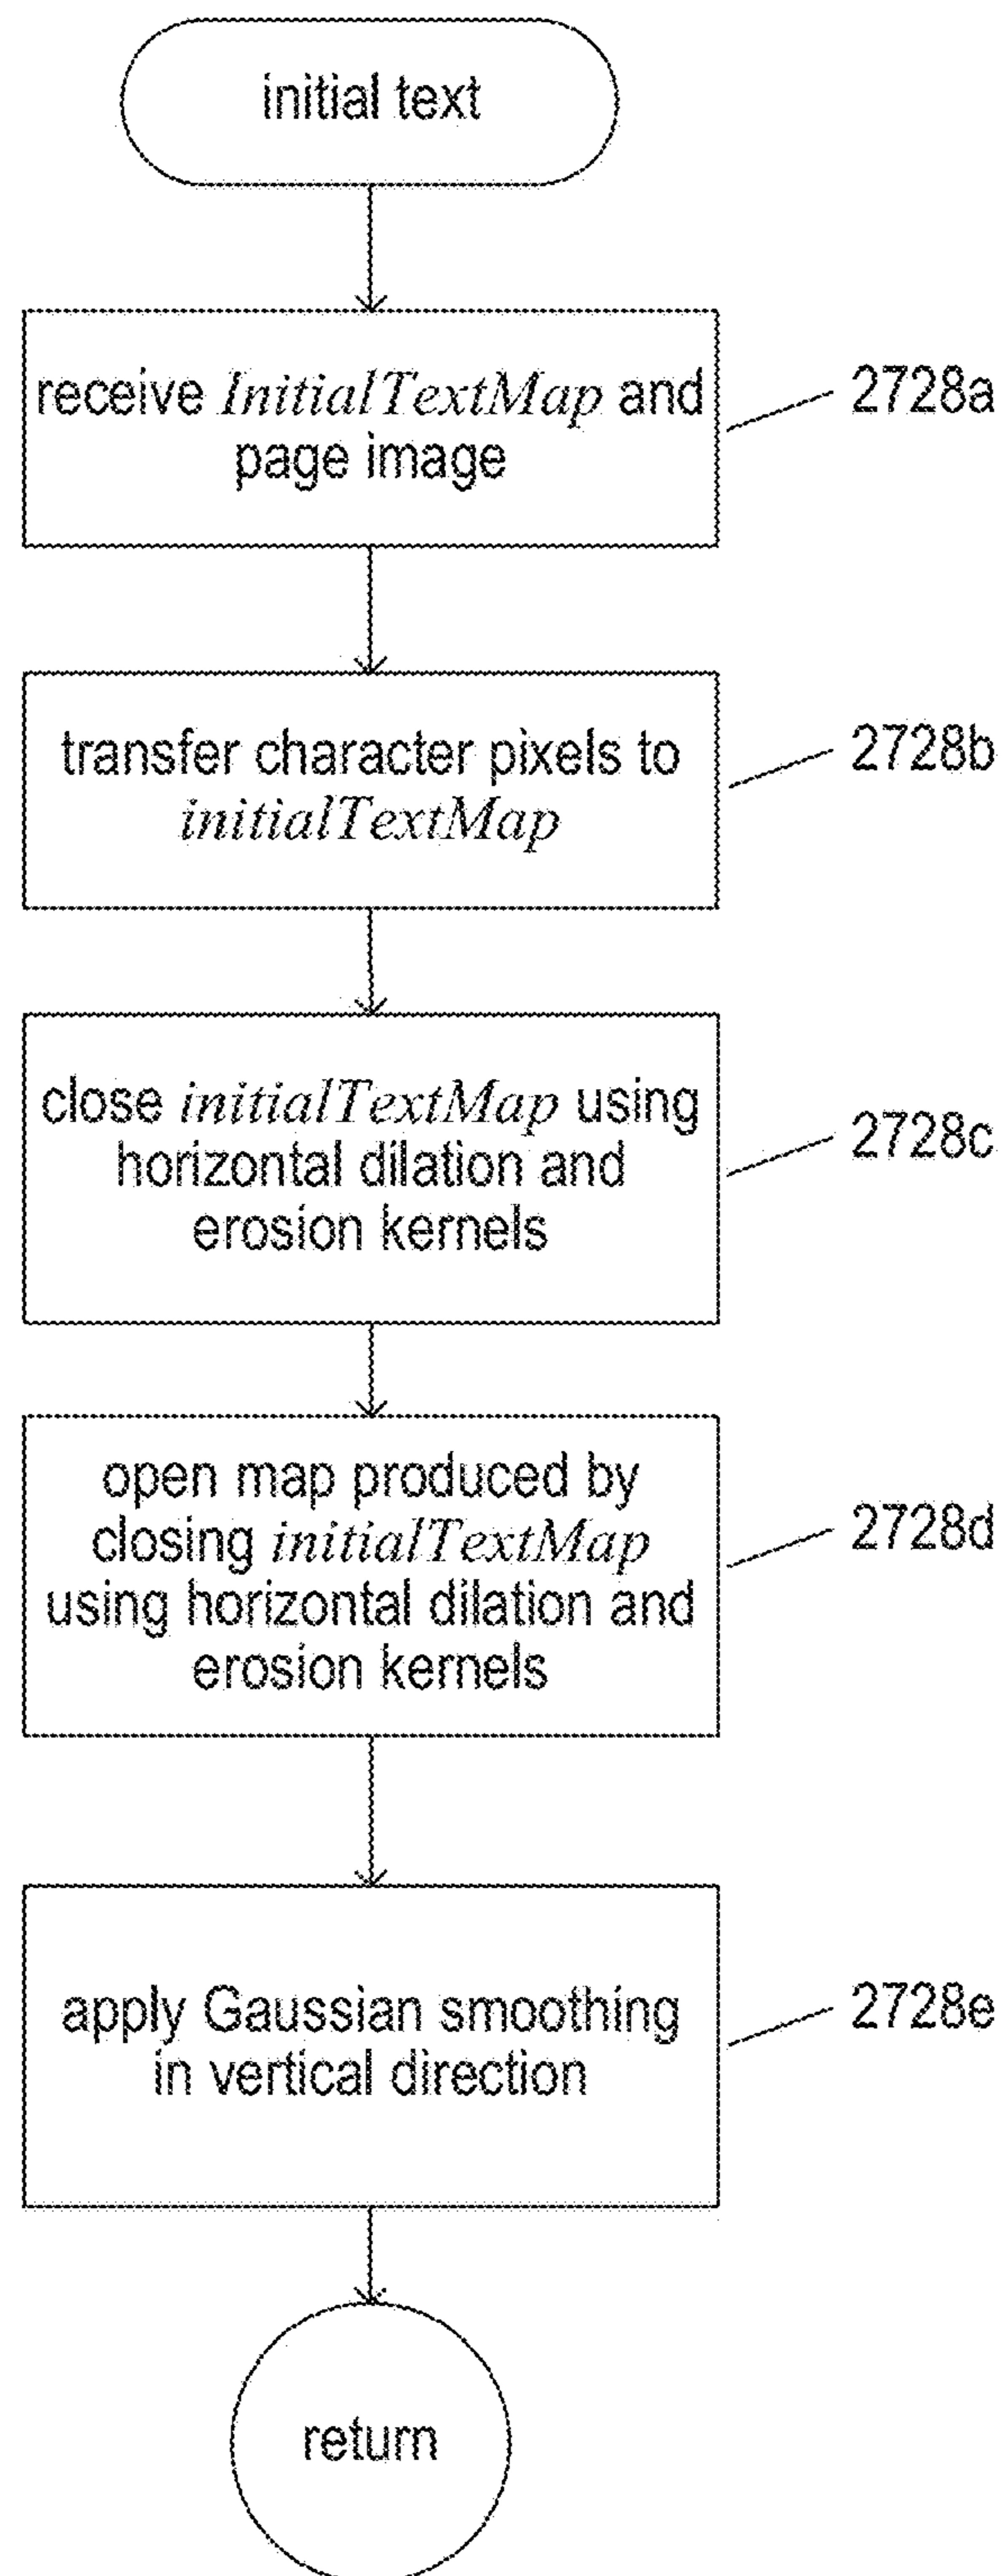 initial text
receive InitialTextMap and
page image
2728a
transfer character pixels to
initialTextMap
2728b
close initialTextMap using
horizontal dilation and
erosion kernels
2728c
open map produced by
closing initialTextMap
using horizontal dilation and
erosion kernels
2728d
apply Gaussian smoothing
in vertical direction
2728e
return